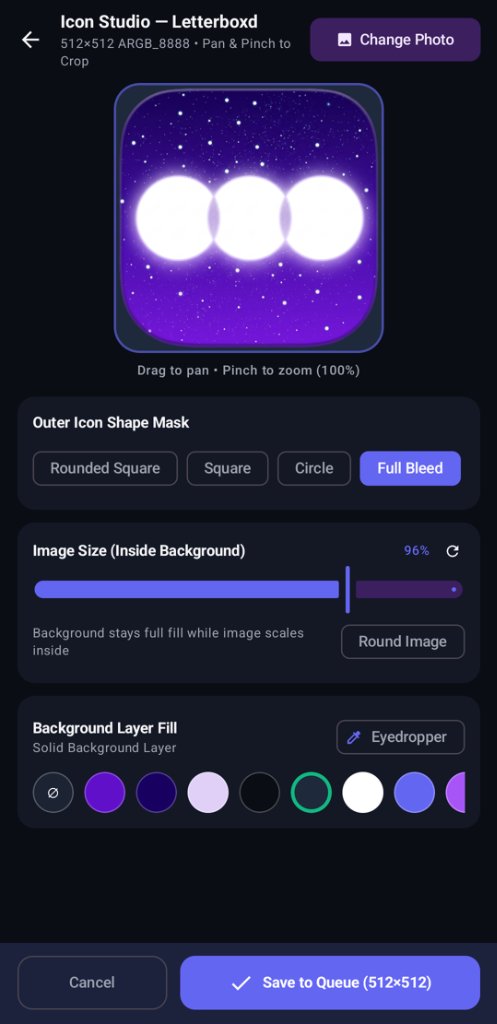 Icon Studio — Letterboxd
512×512 ARGB_8888 • Pan & Pinch to
Crop
Change Photo
Drag to pan • Pinch to zoom (100%)
Outer Icon Shape Mask
Rounded Square
Square
Circle
Full Bleed
Image Size (Inside Background)
96%
Background stays full fill while image scales
inside
Round Image
Background Layer Fill
Solid Background Layer
Eyedropper
Cancel
Save to Queue (512×512)